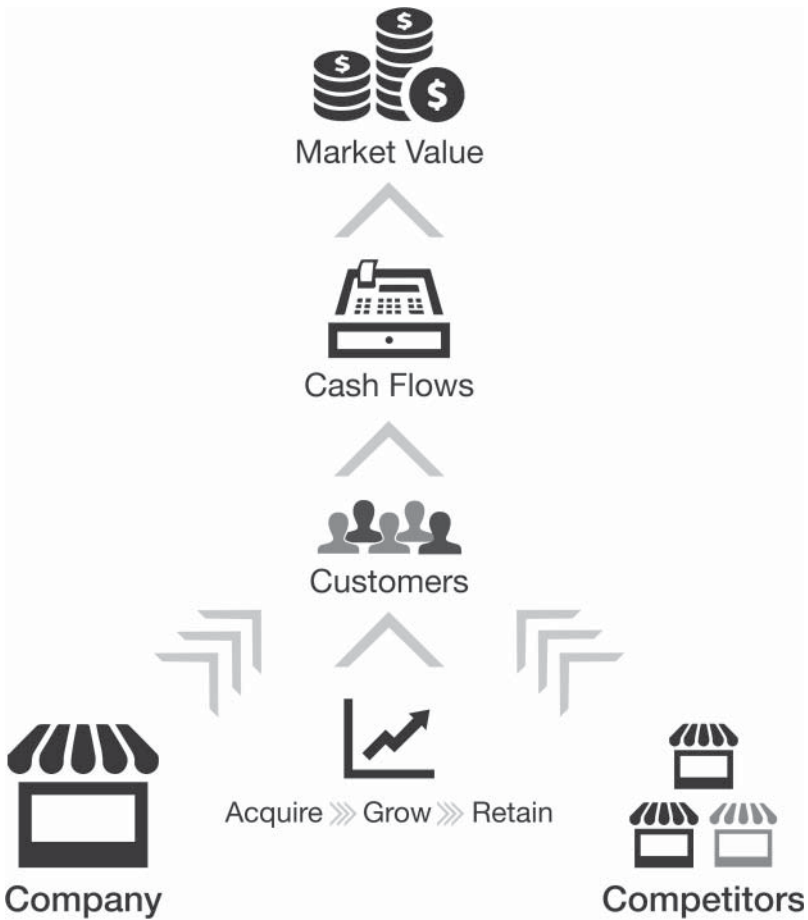 $ $ $
Market Value
Cash Flows
Customers
Acquire Grow Retain
Company
Competitors